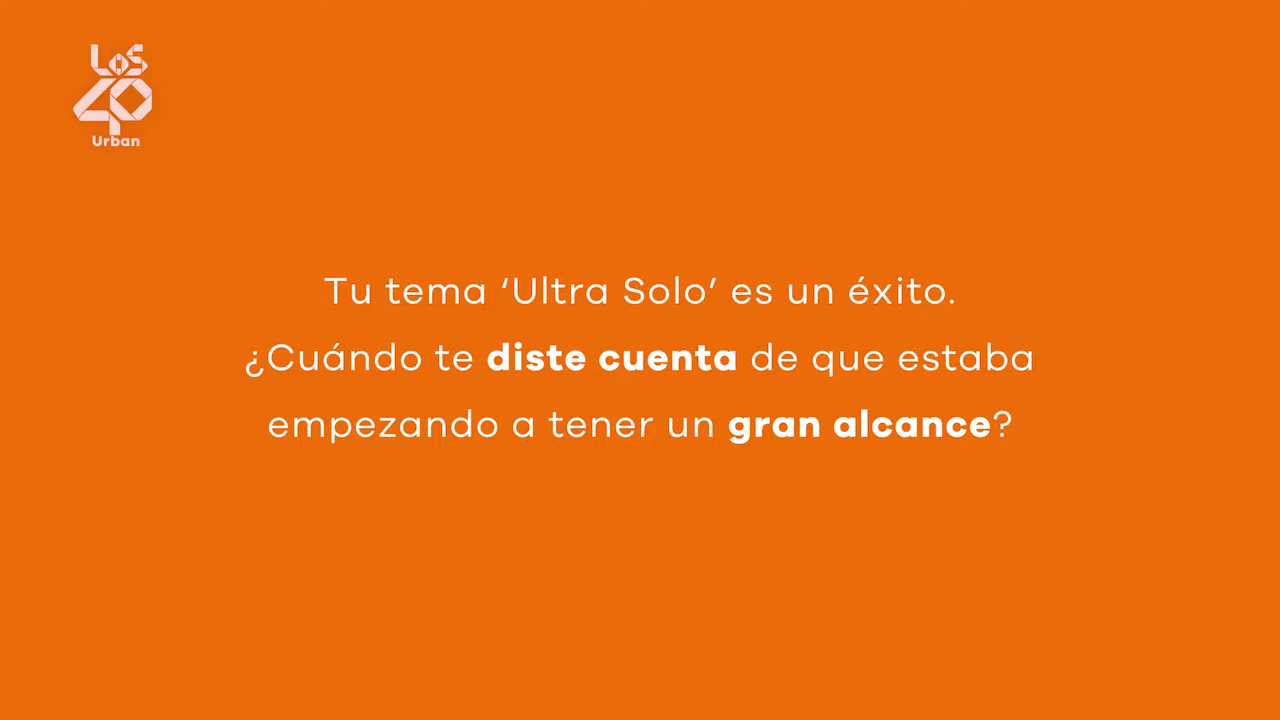 LOS
40
Urban
Tu tema ‘Ultra Solo’ es un éxito.
¿Cuándo te diste cuenta de que estaba
empezando a tener un gran alcance?